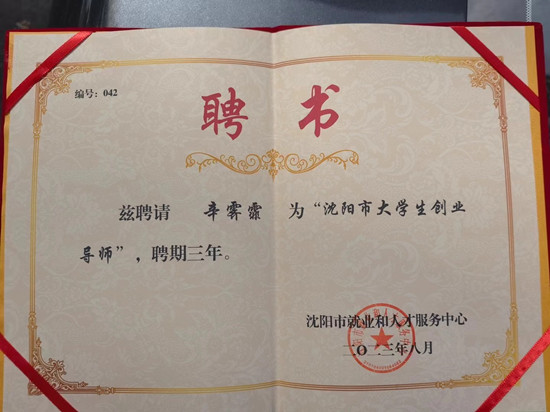 编号：042
聘书
兹聘请 辛霁霖 为“沈阳市大学生创业
导师”，聘期三年。
沈阳市就业和人才服务中心
二〇二三年八月